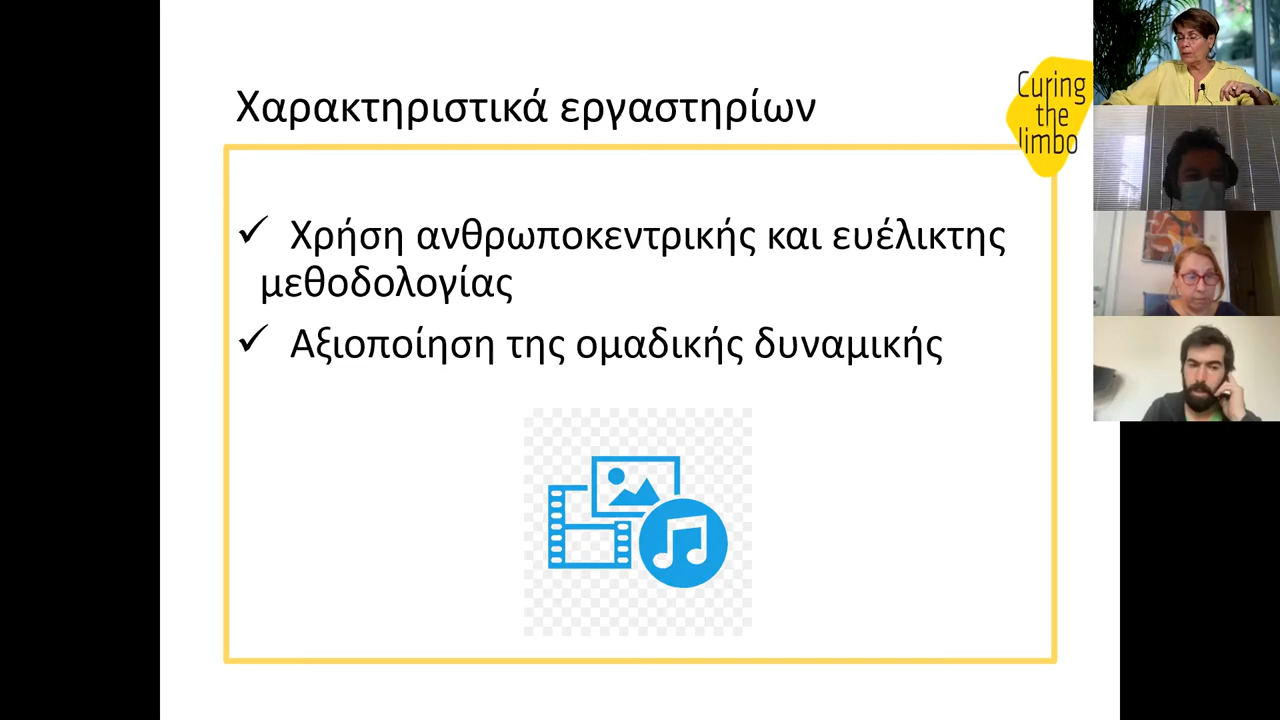 Χαρακτηριστικά εργαστηρίων
Curing
the
limbo
✓ Χρήση ανθρωποκεντρικής και ευέλικτης
μεθοδολογίας
✓ Αξιοποίηση της ομαδικής δυναμικής